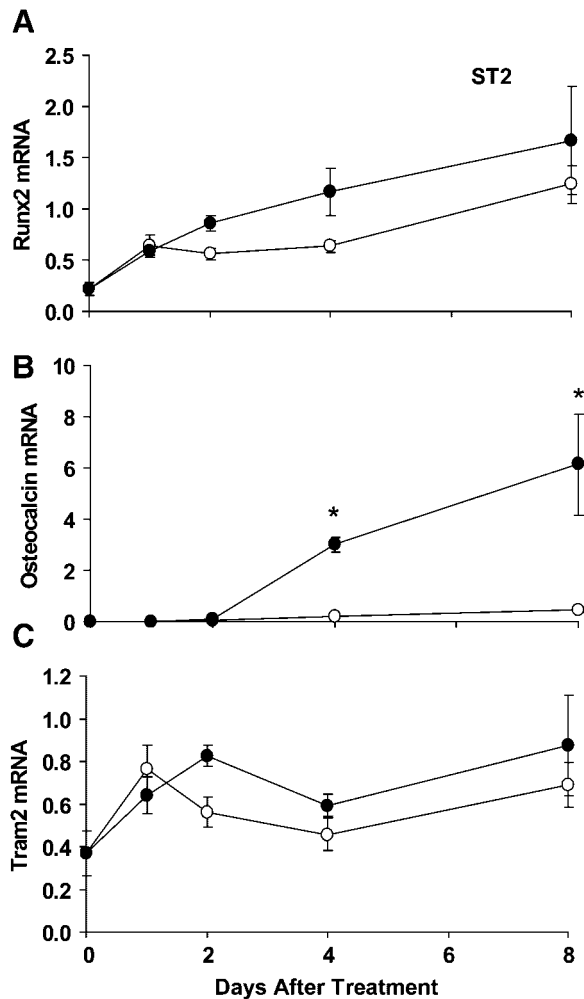 A
2.5
ST2
2.0
1.5
1.0
0.5
0.0
Runx2 mRNA
B
10
8
*
6
*
4
2
0
Osteocalcin mRNA
C
1.2
1.0
0.8
0.6
0.4
0.2
0.0
Tram2 mRNA
0 2 4 6 8
Days After Treatment